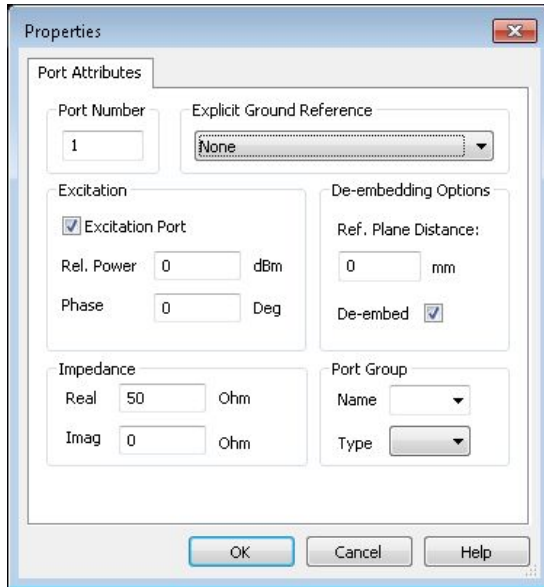 Properties
Port Attributes
Port Number
1
Explicit Ground Reference
None
Excitation
Excitation Port
Rel. Power 0 dBm
Phase 0 Deg
De-embedding Options
Ref. Plane Distance:
0 mm
De-embed
Impedance
Real 50 Ohm
Imag 0 Ohm
Port Group
Name
Type
OK Cancel Help